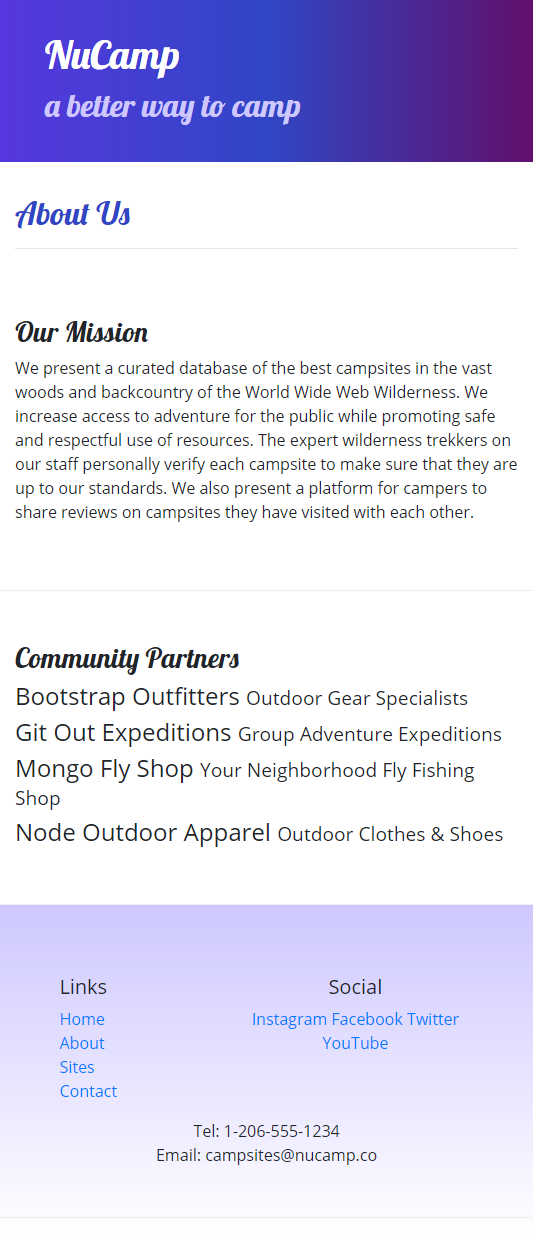 NuCamp
a better way to camp
About Us
Our Mission
We present a curated database of the best campsites in the vast
woods and backcountry of the World Wide Web Wilderness. We
increase access to adventure for the public while promoting safe
and respectful use of resources. The expert wilderness trekkers on
our staff personally verify each campsite to make sure that they are
up to our standards. We also present a platform for campers to
share reviews on campsites they have visited with each other.
Community Partners
Bootstrap Outfitters Outdoor Gear Specialists
Git Out Expeditions Group Adventure Expeditions
Mongo Fly Shop Your Neighborhood Fly Fishing
Shop
Node Outdoor Apparel Outdoor Clothes & Shoes
Links
Home
About
Sites
Contact
Social
Instagram Facebook Twitter
YouTube
Tel: 1-206-555-1234
Email: campsites@nucamp.co